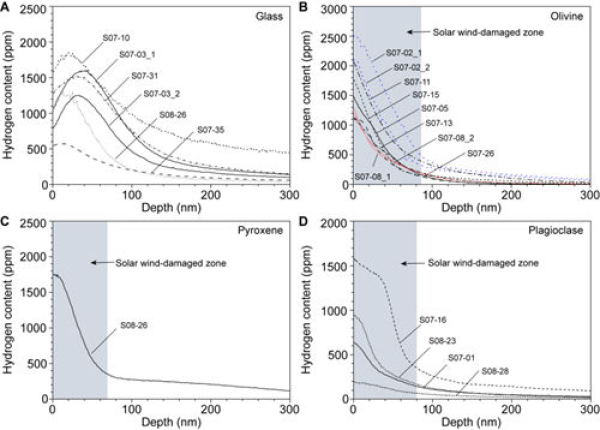 A
Glass
Hydrogen content (ppm)
2500
2000
1500
1000
500
0
S07-10
S07-03_1
S07-31
S07-03_2
S08-26
S07-35
0
100
200
300
Depth (nm)
B
Olivine
Hydrogen content (ppm)
3000
2500
2000
1500
1000
500
0
Solar wind-damaged zone
S07-02_1
S07-02_2
S07-11
S07-15
S07-05
S07-13
S07-08_2
S07-26
S07-08_1
0
100
200
300
Depth (nm)
C
Pyroxene
Hydrogen content (ppm)
2500
2000
1500
1000
500
0
Solar wind-damaged zone
S08-26
0
100
200
300
Depth (nm)
D
Plagioclase
Hydrogen content (ppm)
2000
1500
1000
500
0
Solar wind-damaged zone
S07-16
S08-23
S07-01
S08-28
0
100
200
300
Depth (nm)